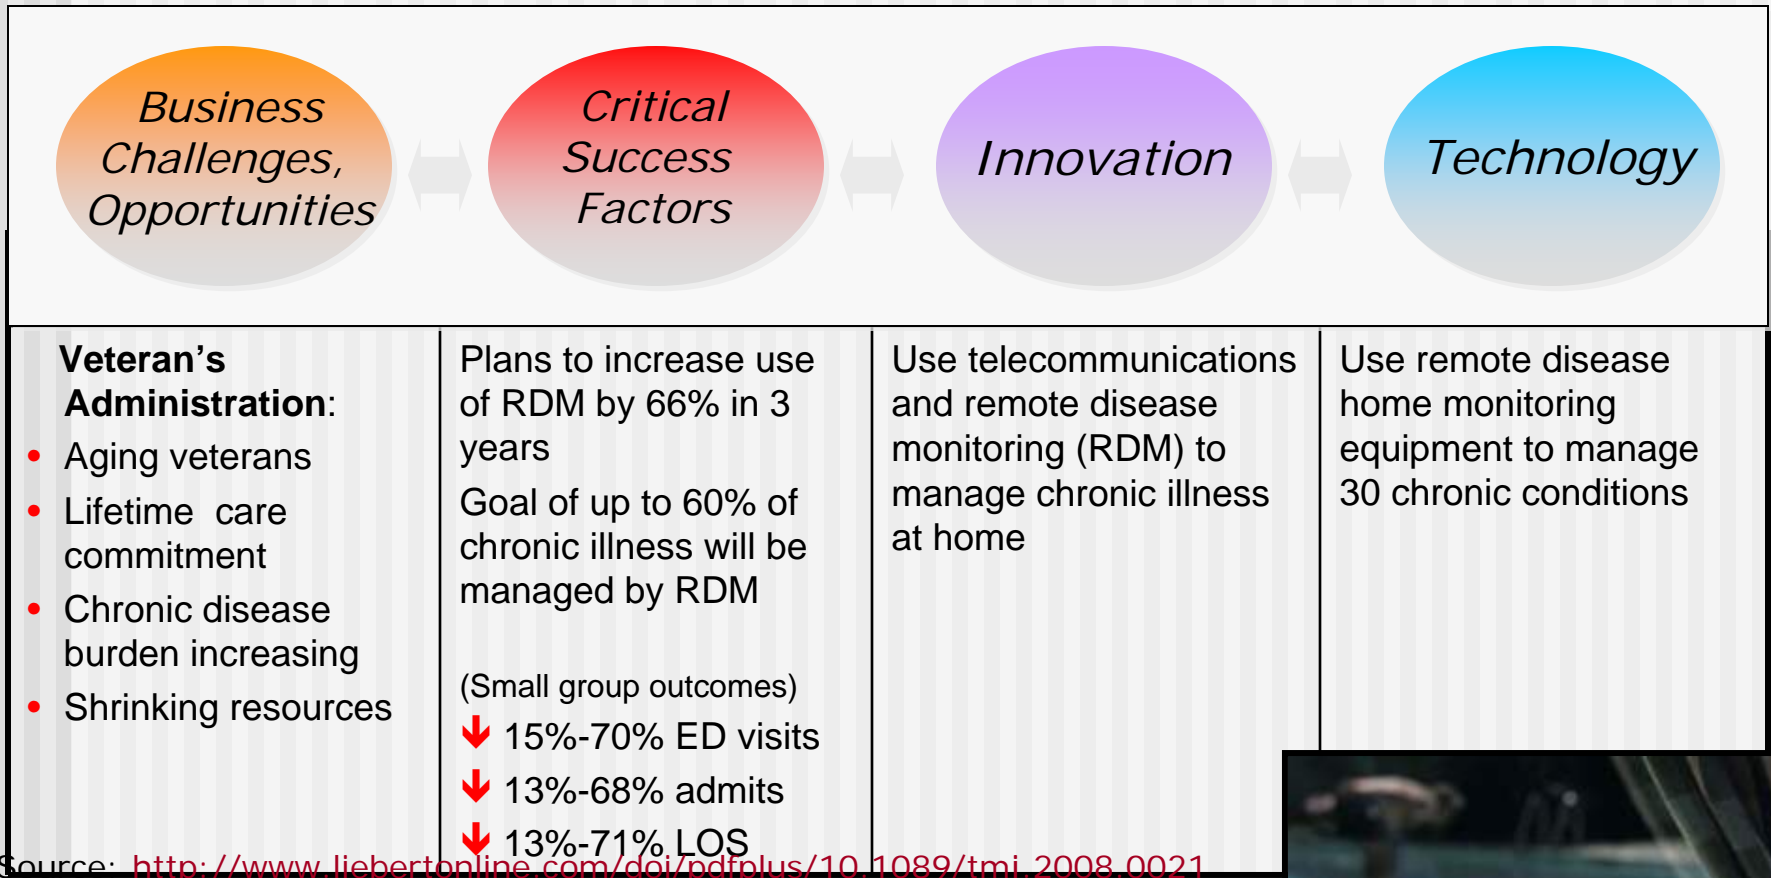 Business
Challenges,
Opportunities
Critical
Success
Factors
Innovation
Technology
Veteran’s
Administration:
• Aging veterans
• Lifetime care
commitment
• Chronic disease
burden increasing
• Shrinking resources
Plans to increase use
of RDM by 66% in 3
years
Goal of up to 60% of
chronic illness will be
managed by RDM
(Small group outcomes)
🡻 15%-70% ED visits
🡻 13%-68% admits
🡻 13%-71% LOS
Use telecommunications
and remote disease
monitoring (RDM) to
manage chronic illness
at home
Use remote disease
home monitoring
equipment to manage
30 chronic conditions
Source: http://www.liebertonline.com/doi/pdfplus/10.1089/tmj.2008.0021